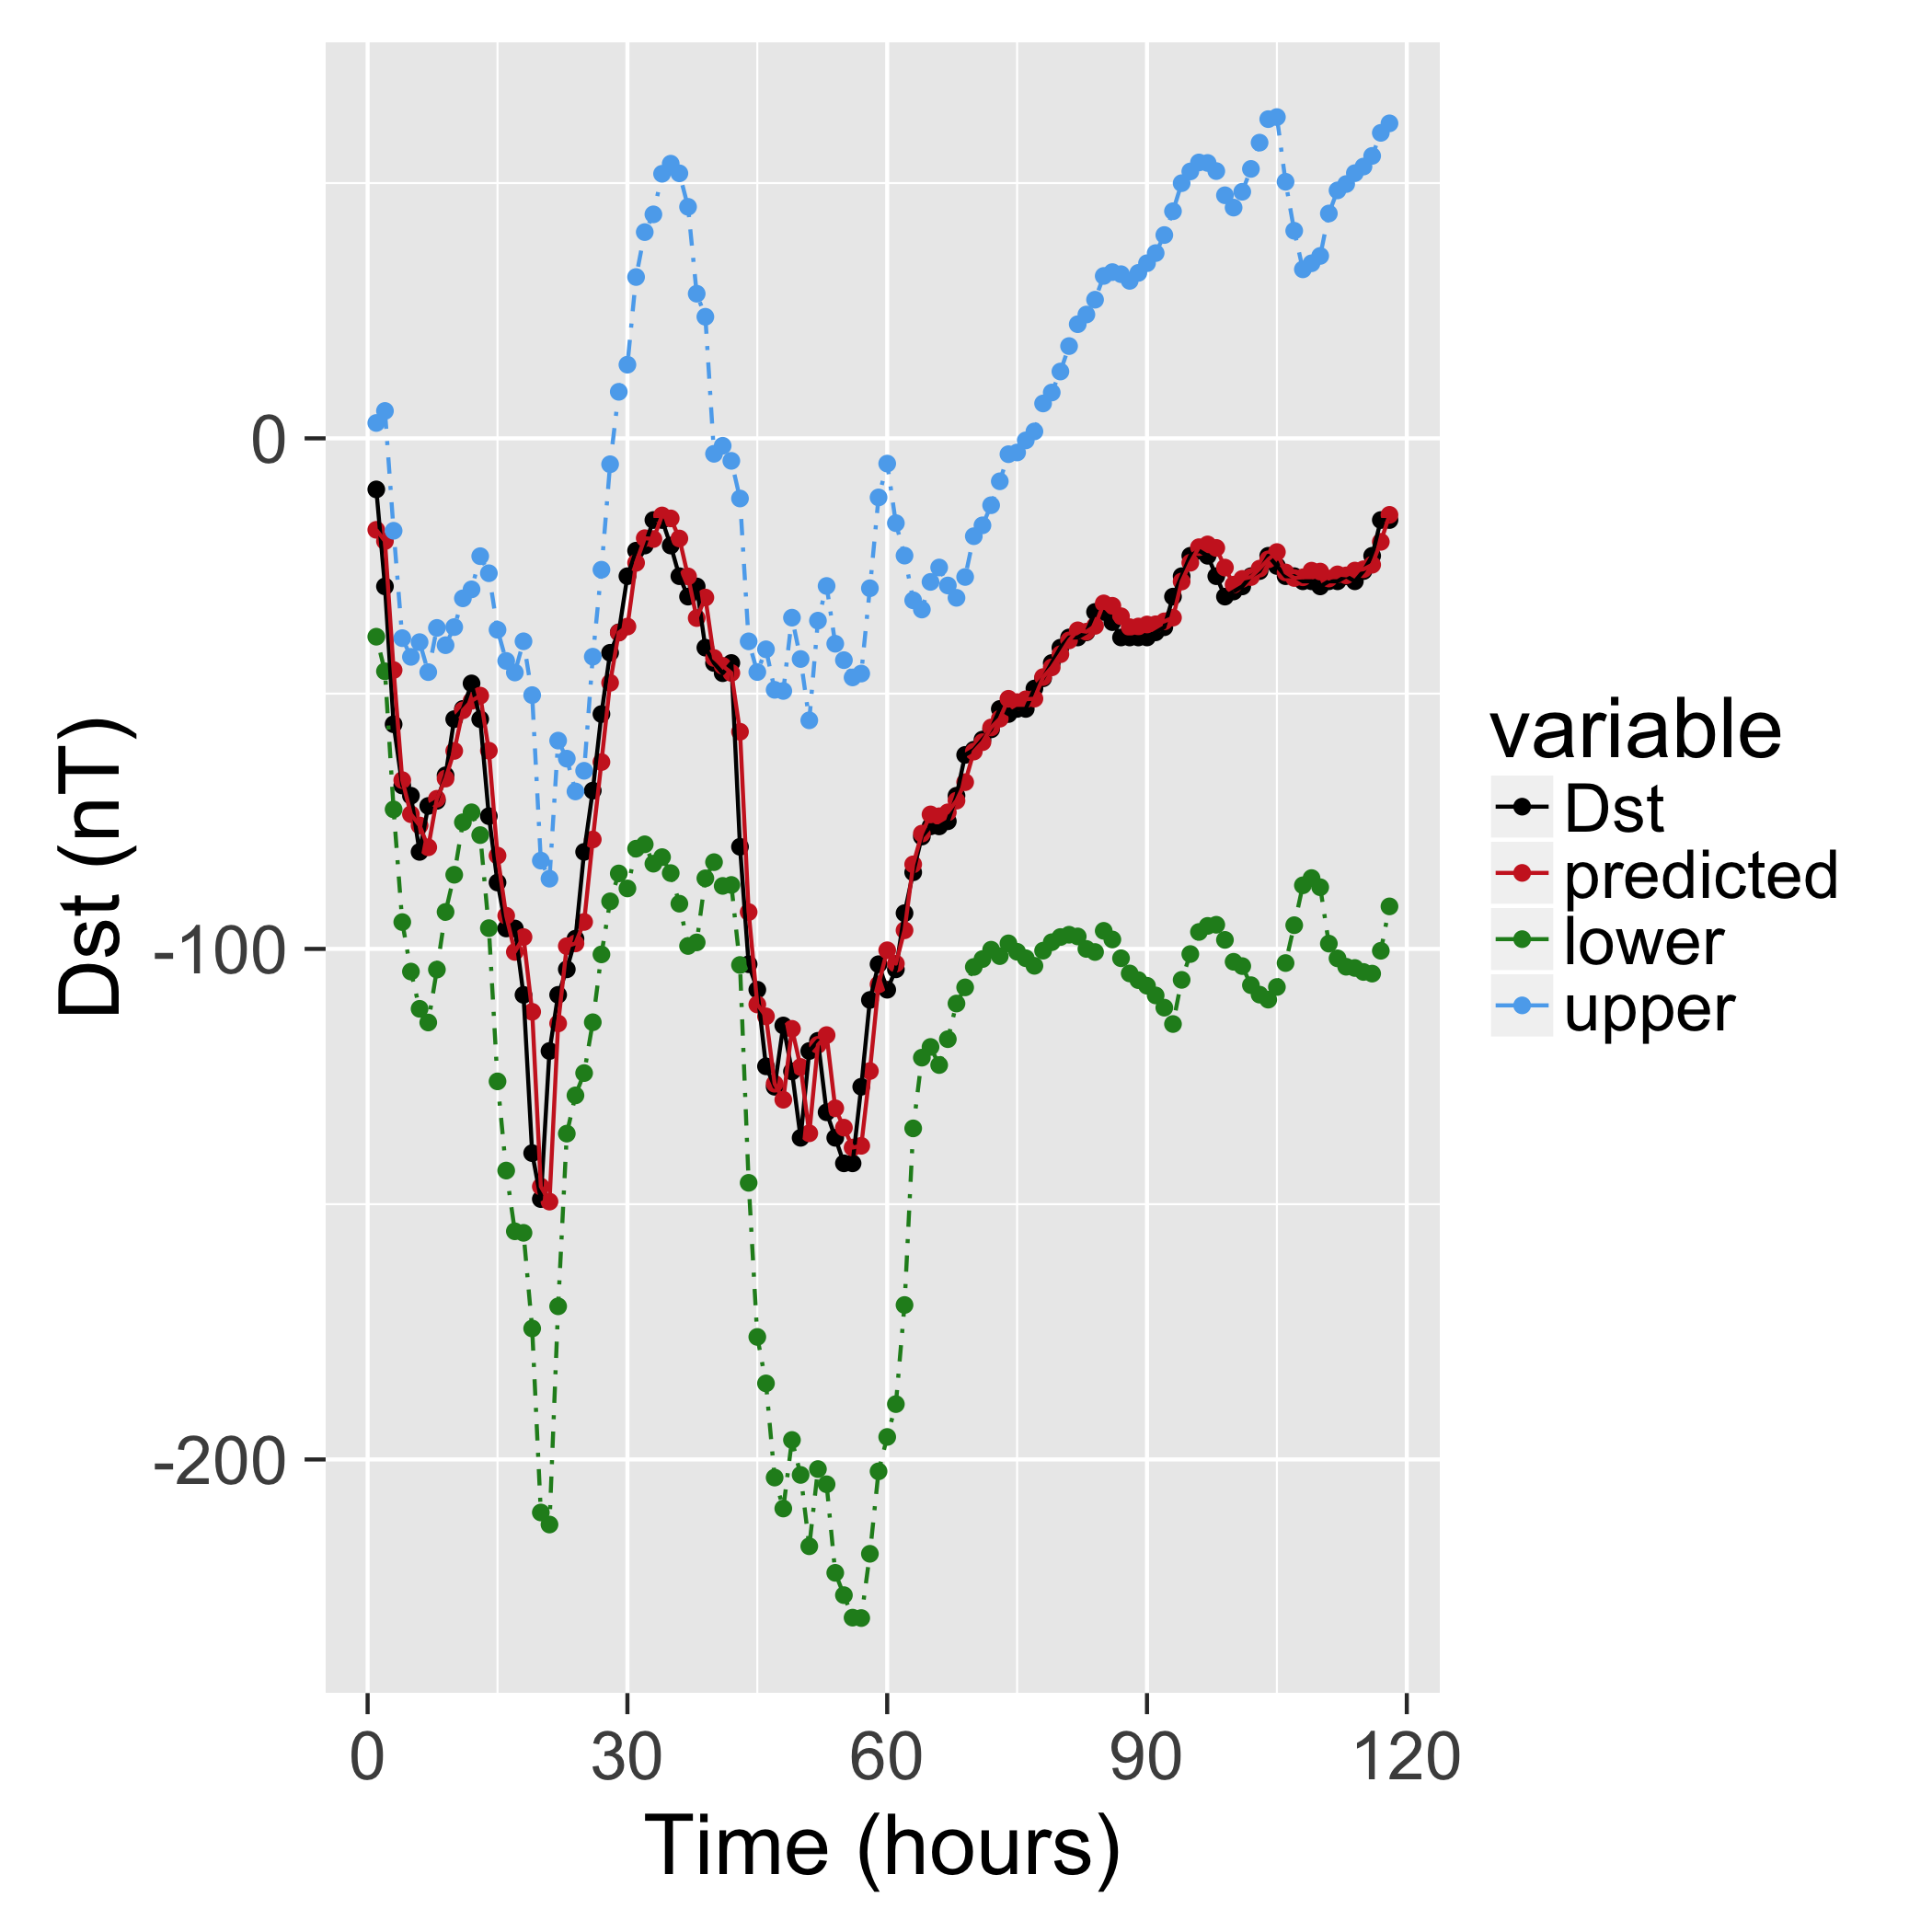 0
-100
-200
Dst (nT)
0 30 60 90 120
Time (hours)
variable
Dst
predicted
lower
upper